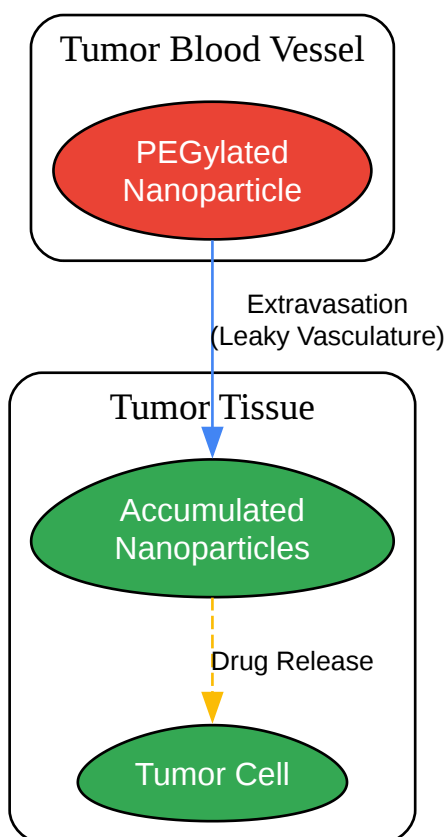 Tumor Blood Vessel
PEGylated
Nanoparticle
Extravasation
(Leaky Vasculature)
Tumor Tissue
Accumulated
Nanoparticles
Drug Release
Tumor Cell